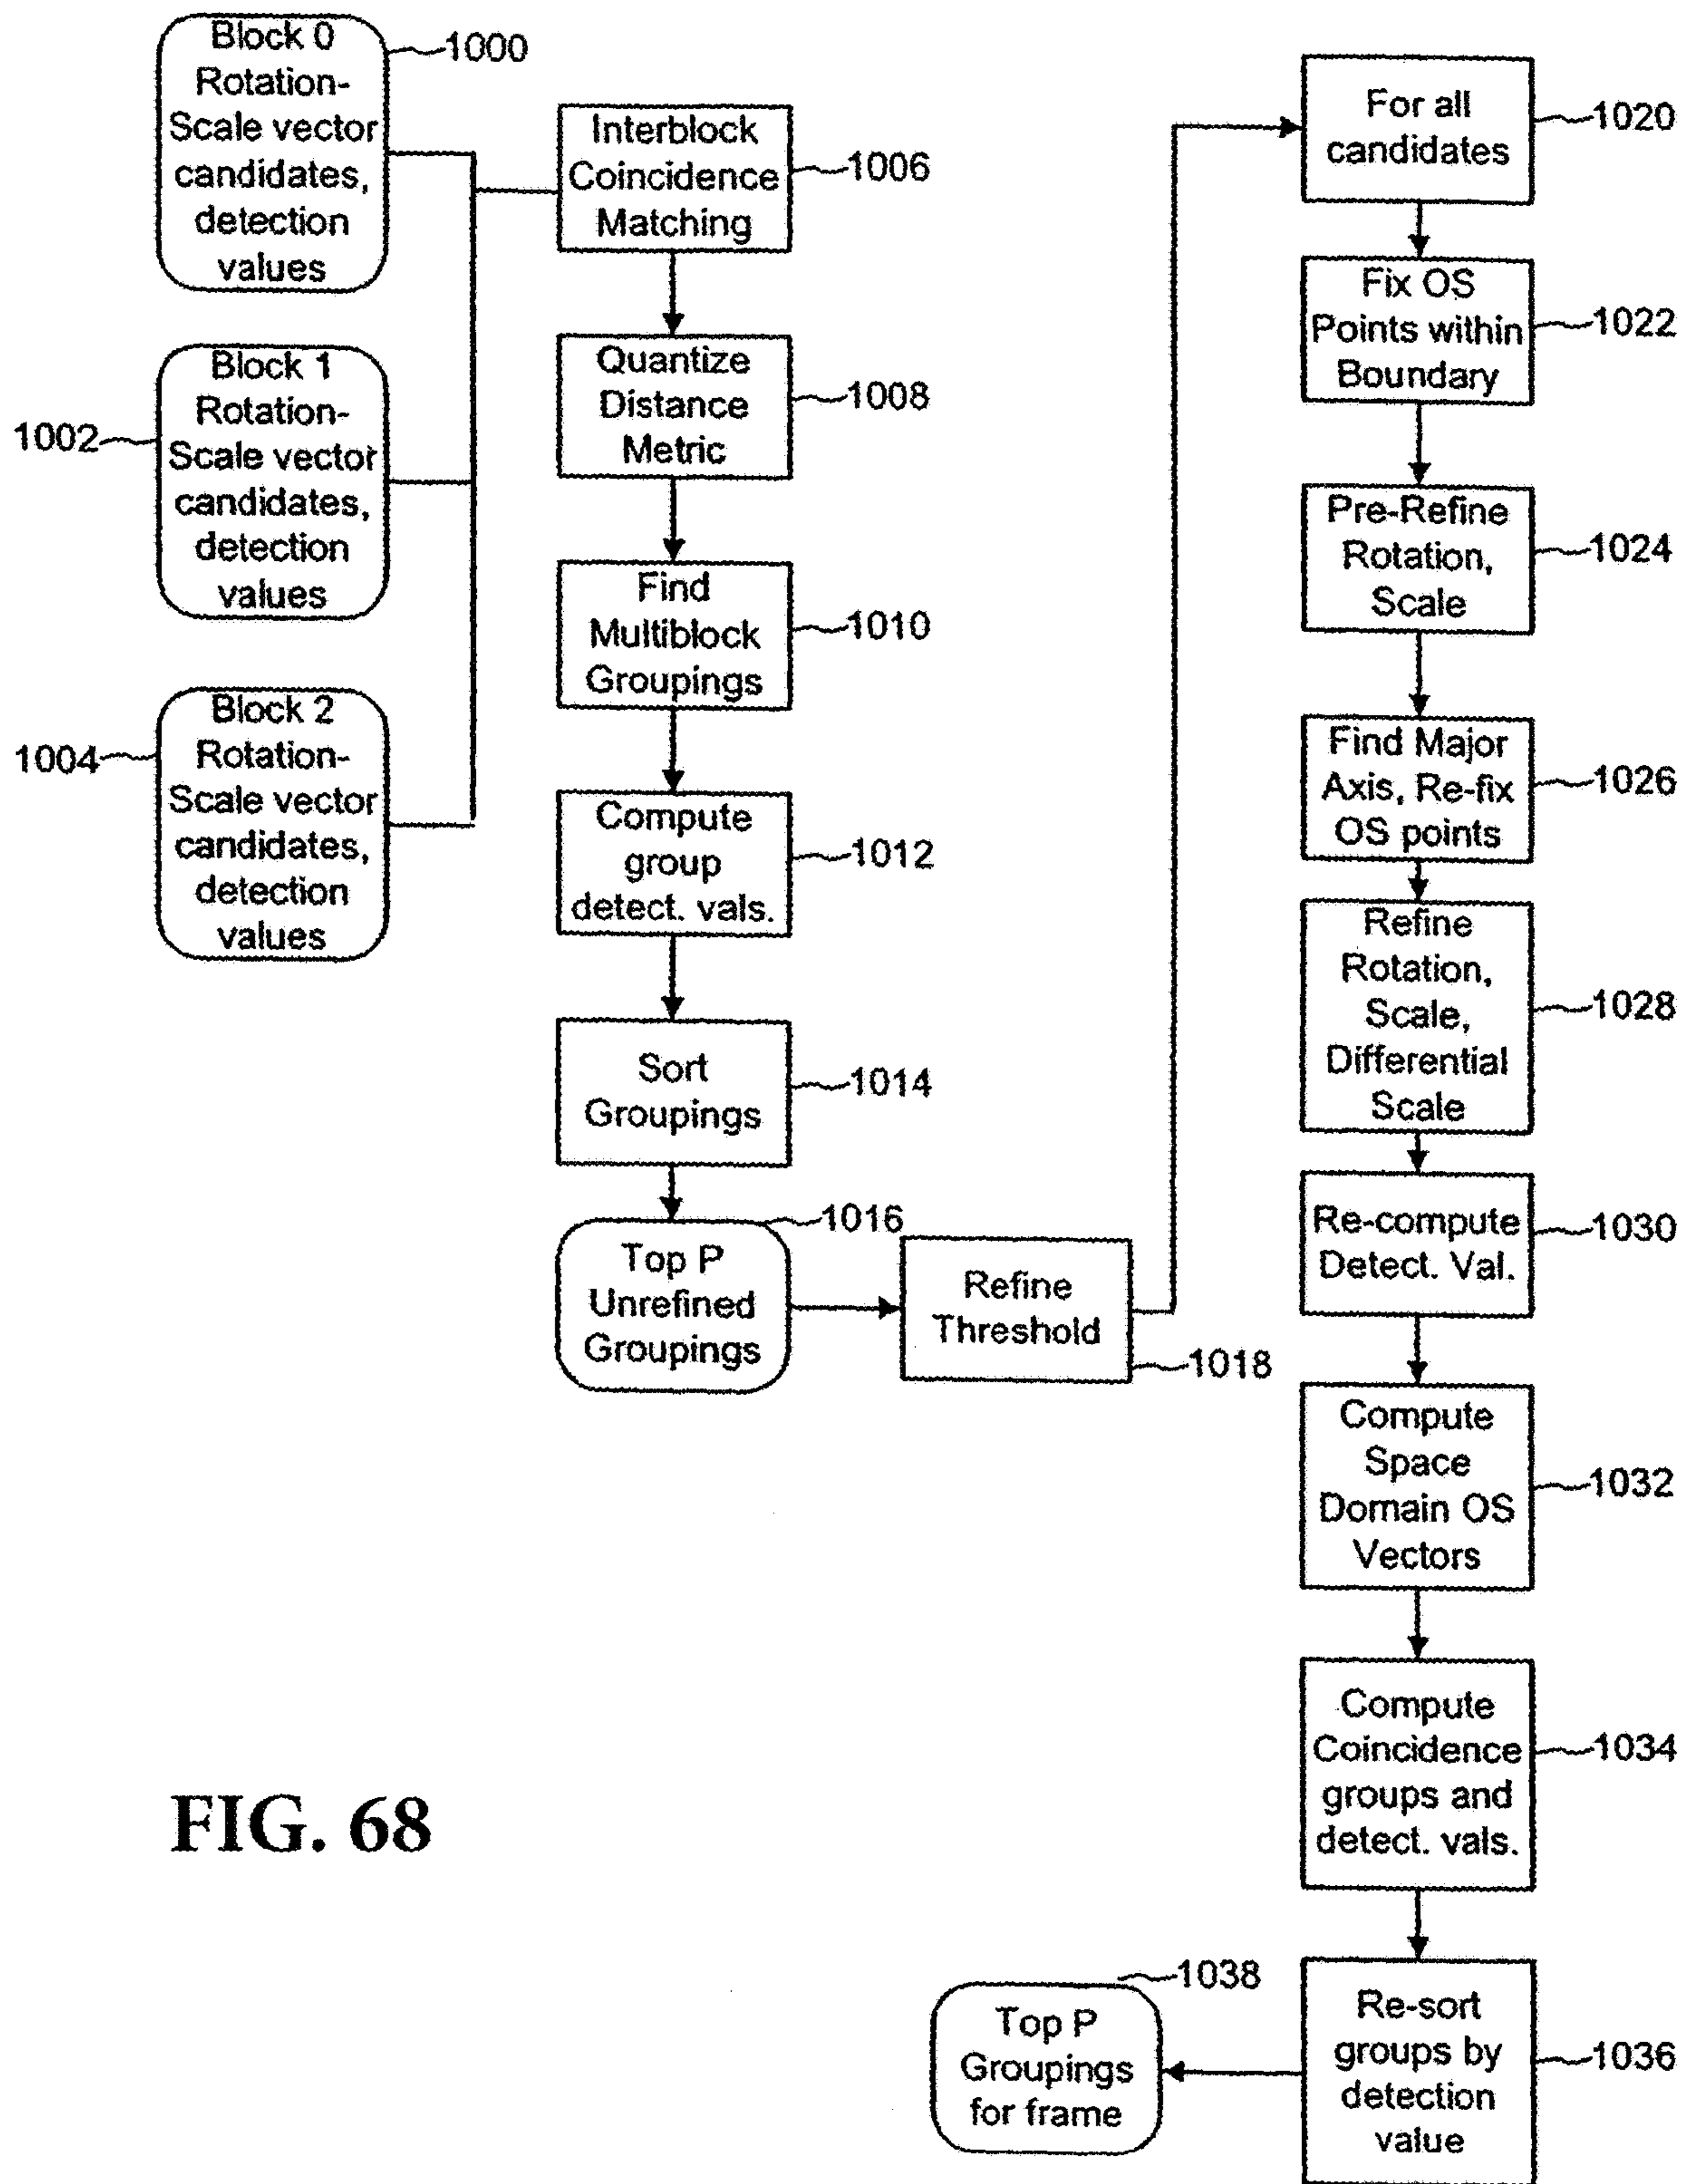 Block 0
Rotation-
Scale vector
candidates,
detection
values
1000
Block 1
Rotation-
Scale vector
candidates,
detection
values
1002
Block 2
Rotation-
Scale vector
candidates,
detection
values
1004
Interblock
Coincidence
Matching
1006
Quantize
Distance
Metric
1008
Find
Multiblock
Groupings
1010
Compute
group
detect. vals.
1012
Sort
Groupings
1014
Top P
Unrefined
Groupings
1016
Refine
Threshold
1018
For all
candidates
1020
Fix OS
Points within
Boundary
1022
Pre-Refine
Rotation,
Scale
1024
Find Major
Axis, Re-fix
OS points
1026
Refine
Rotation,
Scale,
Differential
Scale
1028
Re-compute
Detect. Val.
1030
Compute
Space
Domain OS
Vectors
1032
Compute
Coincidence
groups and
detect. vals.
1034
Re-sort
groups by
detection
value
1036
Top P
Groupings
for frame
1038
FIG. 68